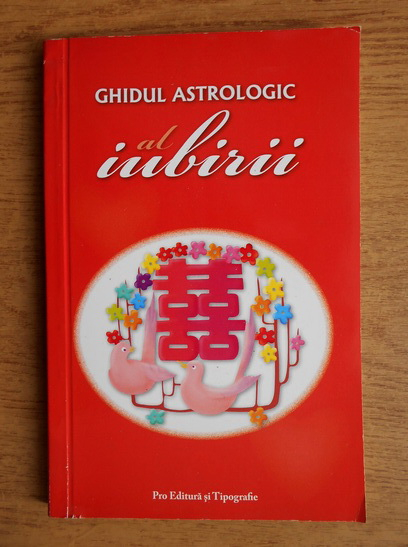 GHIDUL ASTROLOGIC
al
iubirii
囍
Pro Editură și Tipografie